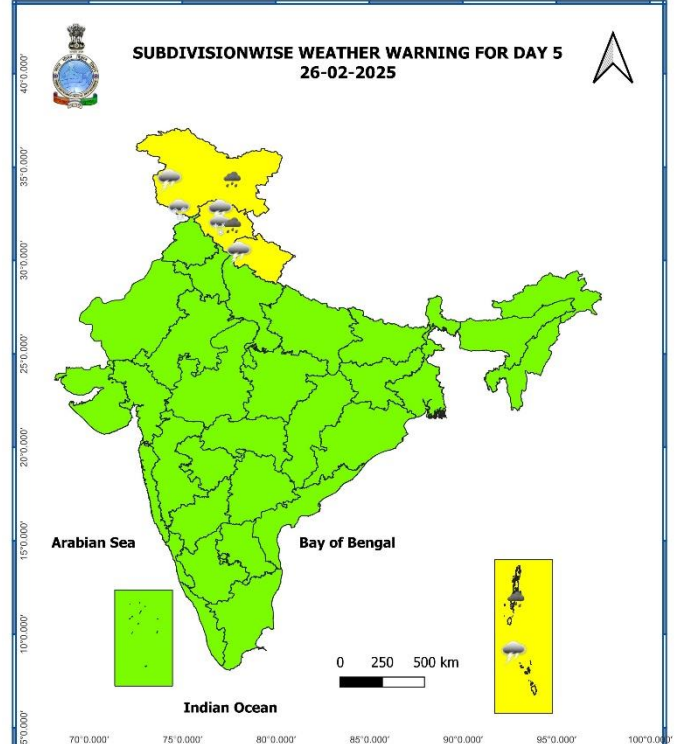 SUBDIVISIONWISE WEATHER WARNING FOR DAY 5
26-02-2025
40°0.000'
35°0.000'
30°0.000'
25°0.000'
20°0.000'
15°0.000'
10°0.000'
5°0.000'
Arabian Sea
Bay of Bengal
0 250 500 km
Indian Ocean
70°0.000' 75°0.000' 80°0.000' 85°0.000' 90°0.000' 95°0.000' 100°0.000'